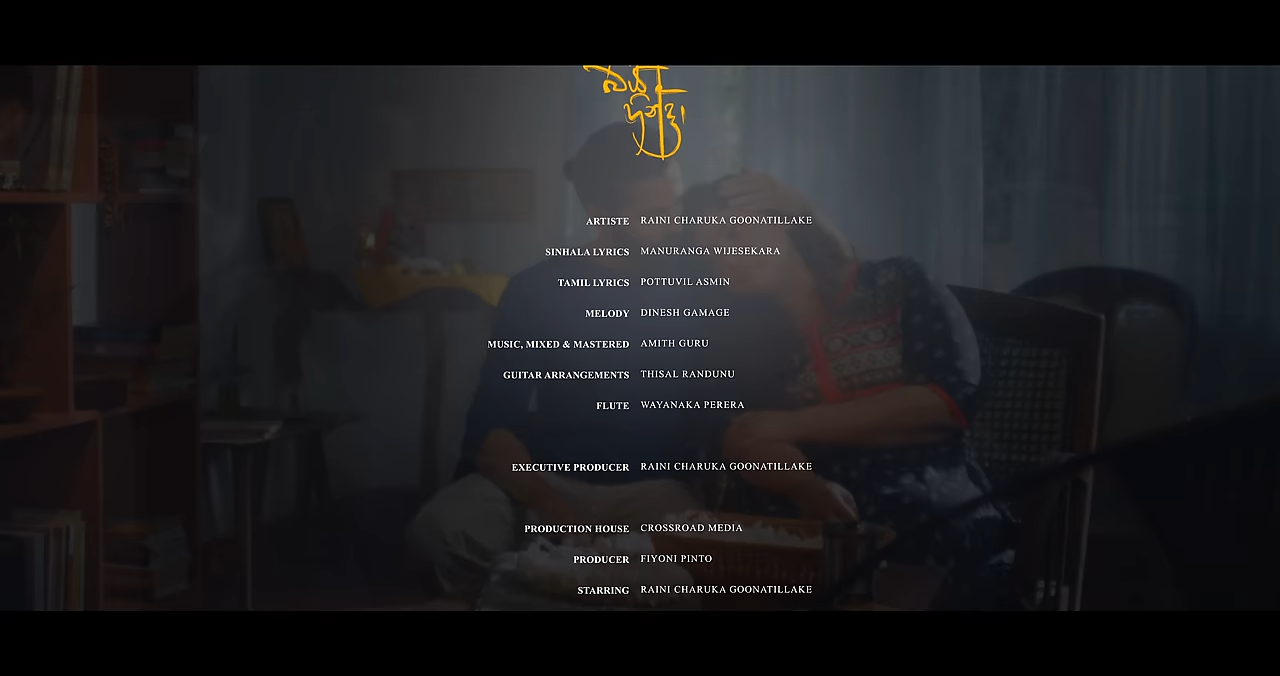 බය
හින්දා
ARTISTE RAINI CHARUKA GOONATILLAKE
SINHALA LYRICS MANURANGA WIJESEKARA
TAMIL LYRICS POTTUVIL ASMIN
MELODY DINESH GAMAGE
MUSIC, MIXED & MASTERED AMITH GURU
GUITAR ARRANGEMENTS THISAL RANDUNU
FLUTE WAYANAKA PERERA
EXECUTIVE PRODUCER RAINI CHARUKA GOONATILLAKE
PRODUCTION HOUSE CROSSROAD MEDIA
PRODUCER FIYONI PINTO
STARRING RAINI CHARUKA GOONATILLAKE